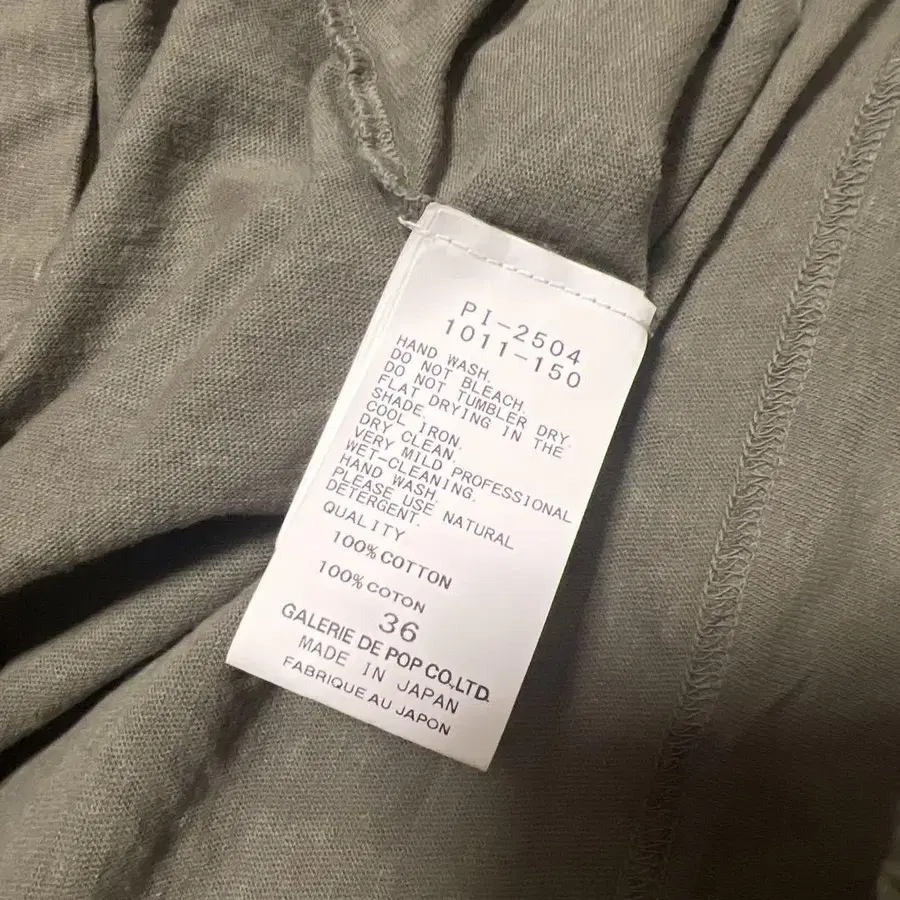 PI-2504
1011-150
HAND WASH.
DO NOT BLEACH.
DO NOT TUMBLER DRY.
FLAT DRYING IN THE
SHADE.
COOL IRON.
DRY CLEAN.
VERY MILD PROFESSIONAL
WET-CLEANING.
HAND WASH.
PLEASE USE NATURAL
DETERGENT.
QUALITY
100% COTTON
100% COTON
36
GALERIE DE POP CO.,LTD.
MADE IN JAPAN
FABRIQUE AU JAPON